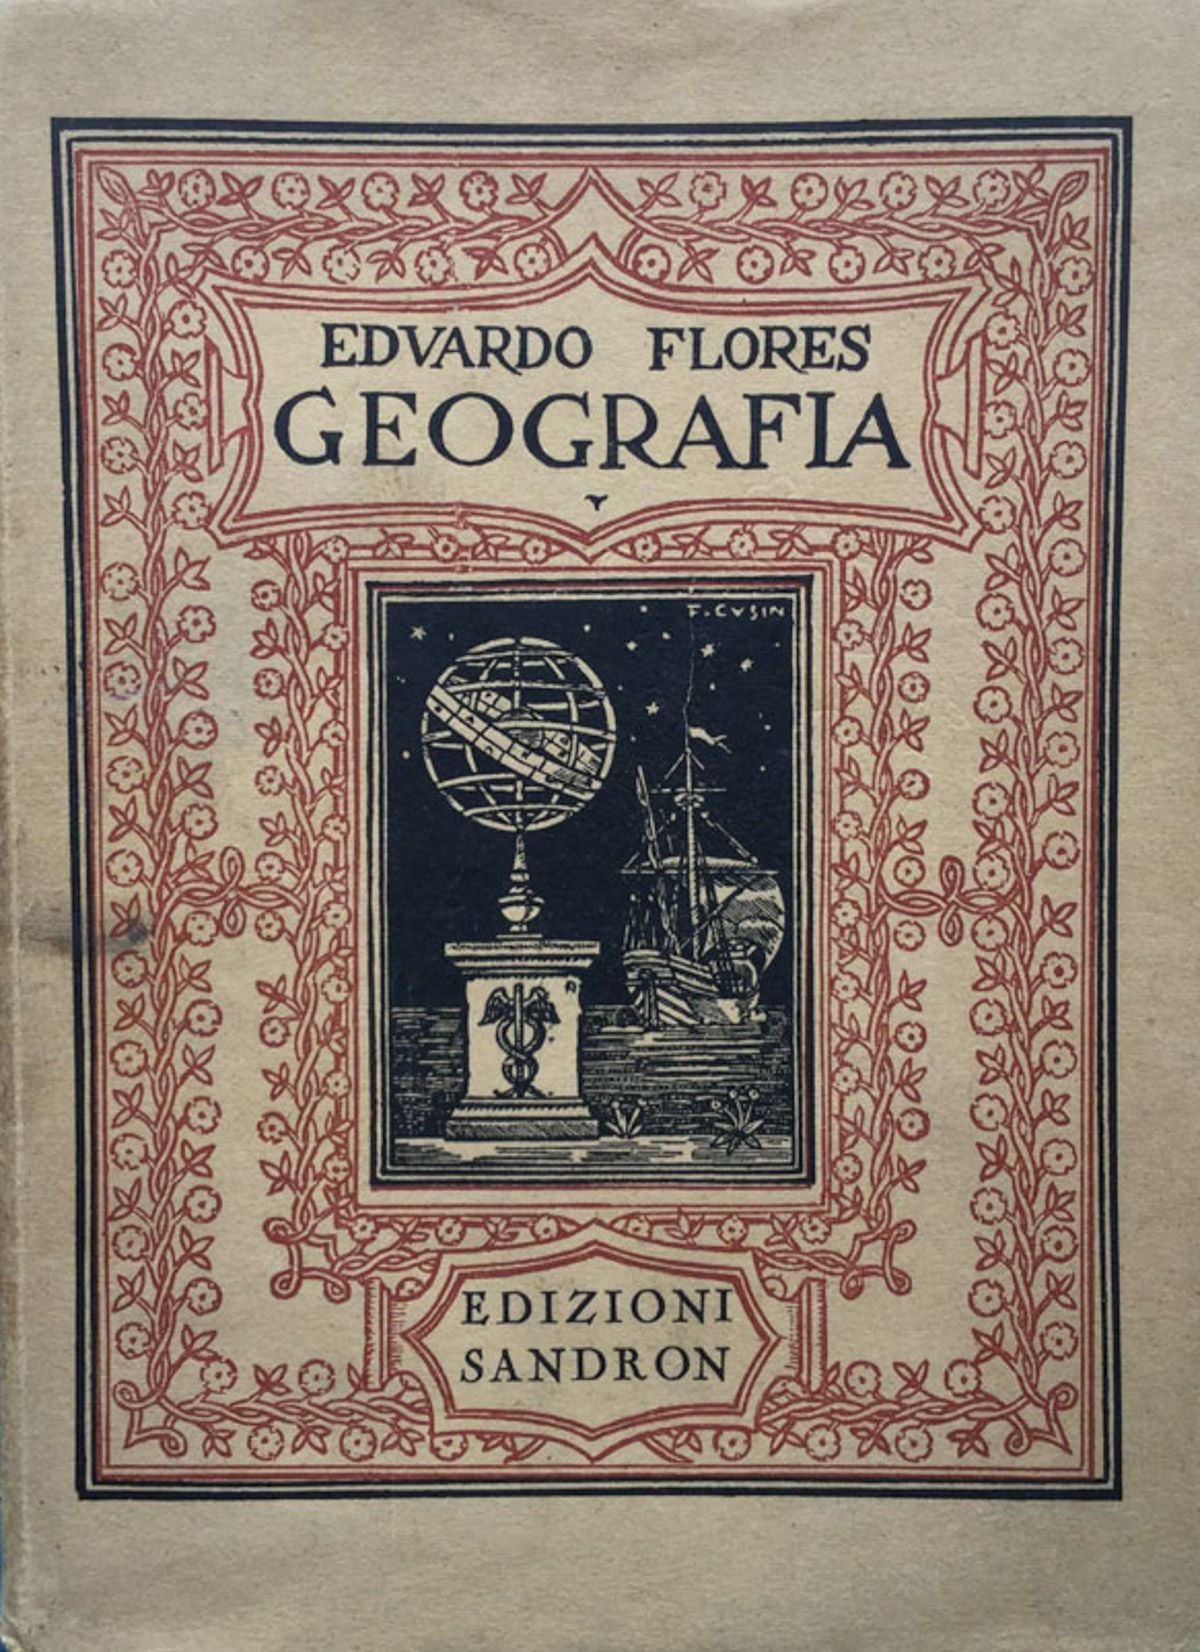 EDVARDO FLORES
GEOGRAFIA
F. CVSIN
EDIZIONI
SANDRON